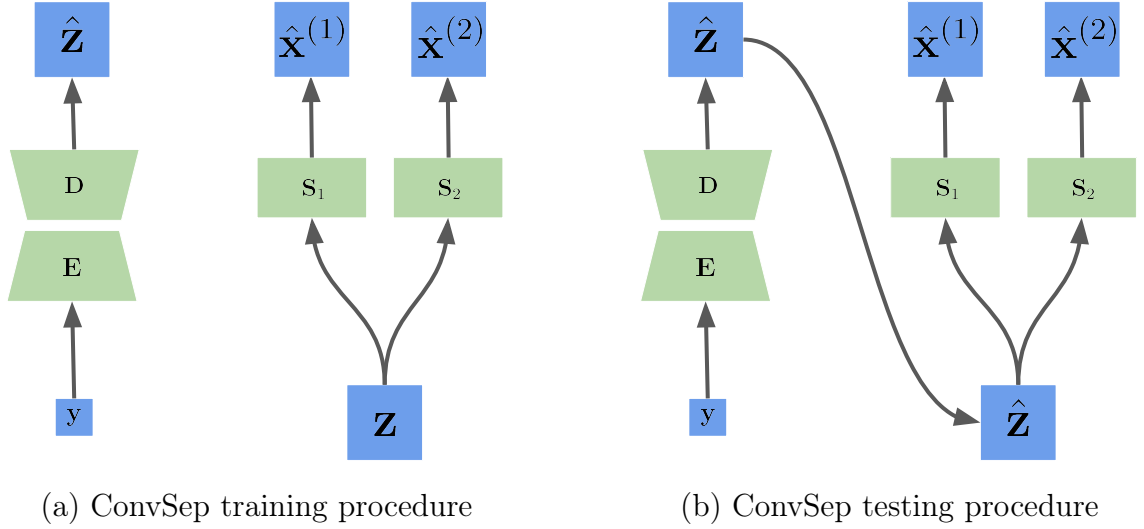 ẑ x̂⁽¹⁾ x̂⁽²⁾ ẑ x̂⁽¹⁾ x̂⁽²⁾
D S₁ S₂ D S₁ S₂
E E
y z y ẑ
(a) ConvSep training procedure (b) ConvSep testing procedure